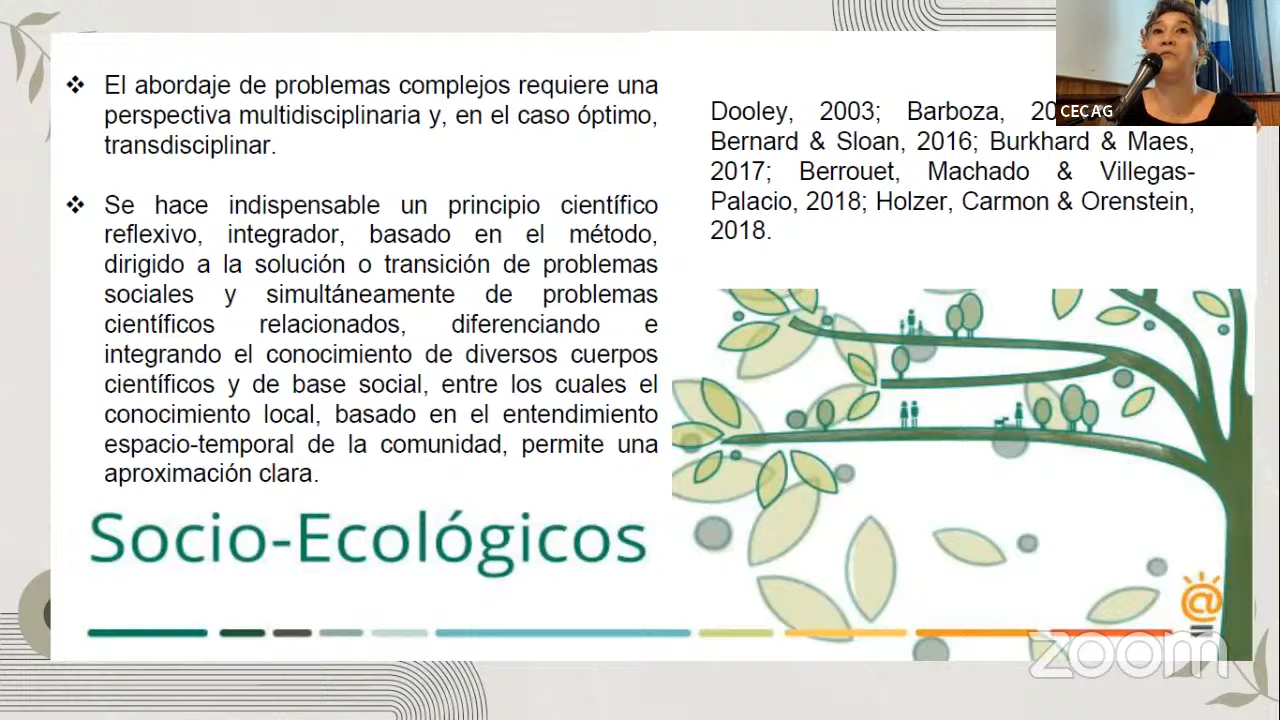 ❖ El abordaje de problemas complejos requiere una
perspectiva multidisciplinaria y, en el caso óptimo,
transdisciplinar.
❖ Se hace indispensable un principio científico
reflexivo, integrador, basado en el método,
dirigido a la solución o transición de problemas
sociales y simultáneamente de problemas
científicos relacionados, diferenciando e
integrando el conocimiento de diversos cuerpos
científicos y de base social, entre los cuales el
conocimiento local, basado en el entendimiento
espacio-temporal de la comunidad, permite una
aproximación clara.
Socio-Ecológicos
Dooley, 2003; Barboza,
Bernard & Sloan, 2016; Burkhard & Maes,
2017; Berrouet, Machado & Villegas-
Palacio, 2018; Holzer, Carmon & Orenstein,
2018.
CECAG
@
zoom